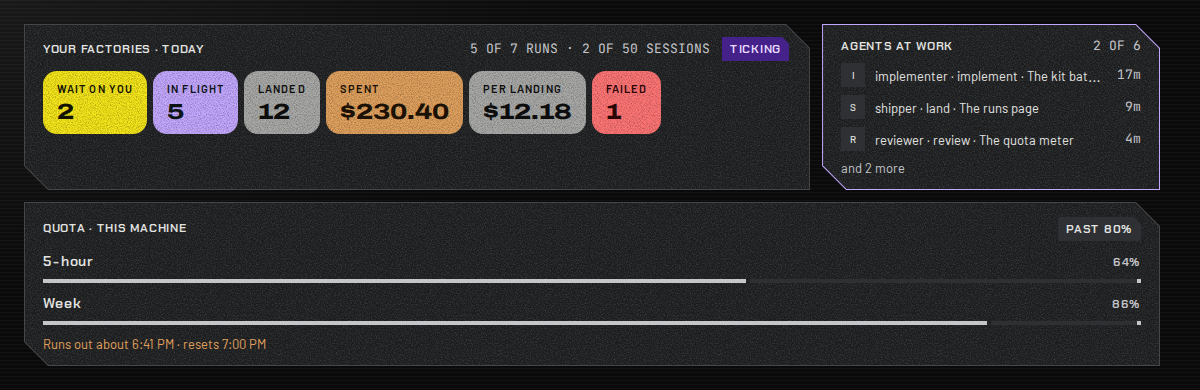 YOUR FACTORIES · TODAY
5 OF 7 RUNS · 2 OF 50 SESSIONS
TICKING
WAIT ON YOU
2
IN FLIGHT
5
LANDED
12
SPENT
$230.40
PER LANDING
$12.18
FAILED
1
AGENTS AT WORK
2 OF 6
I
implementer · implement · The kit bat...
17m
S
shipper · land · The runs page
9m
R
reviewer · review · The quota meter
4m
and 2 more
QUOTA · THIS MACHINE
PAST 80%
5-hour
64%
Week
86%
Runs out about 6:41 PM · resets 7:00 PM